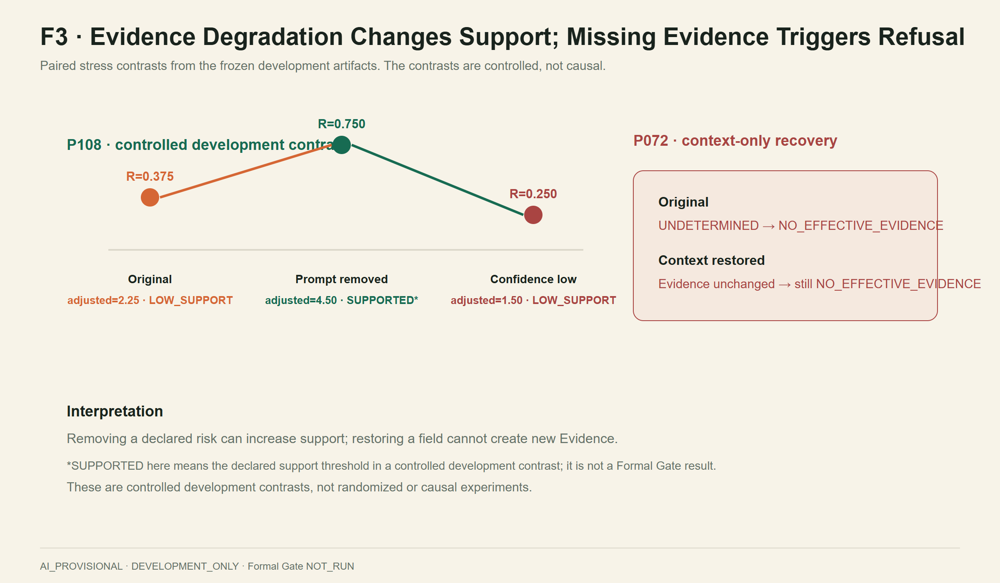 F3 · Evidence Degradation Changes Support; Missing Evidence Triggers Refusal
Paired stress contrasts from the frozen development artifacts. The contrasts are controlled, not causal.
P108 · controlled development contra
R=0.375
R=0.750
R=0.250
Original
adjusted=2.25 · LOW_SUPPORT
Prompt removed
adjusted=4.50 · SUPPORTED*
Confidence low
adjusted=1.50 · LOW_SUPPORT
P072 · context-only recovery
Original
UNDETERMINED → NO_EFFECTIVE_EVIDENCE
Context restored
Evidence unchanged → still NO_EFFECTIVE_EVIDENCE
Interpretation
Removing a declared risk can increase support; restoring a field cannot create new Evidence.
*SUPPORTED here means the declared support threshold in a controlled development contrast; it is not a Formal Gate result.
These are controlled development contrasts, not randomized or causal experiments.
AI_PROVISIONAL · DEVELOPMENT_ONLY · Formal Gate NOT_RUN